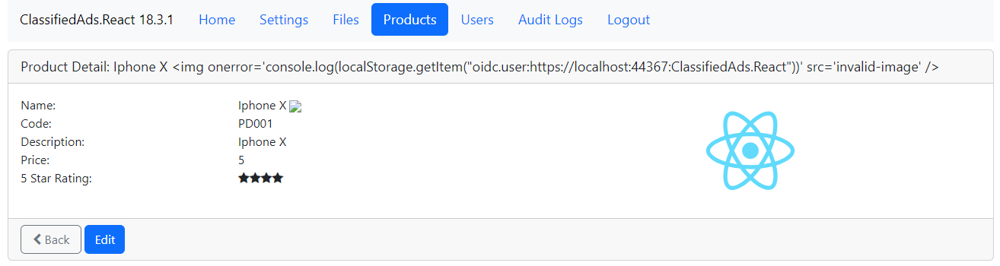 ClassifiedAds.React 18.3.1 Home Settings Files Products Users Audit Logs Logout
Product Detail: Iphone X <img onerror='console.log(localStorage.getItem("oidc.user:https://localhost:44367:ClassifiedAds.React"))' src='invalid-image' />
Name: Iphone X
Code: PD001
Description: Iphone X
Price: 5
5 Star Rating:
Back Edit